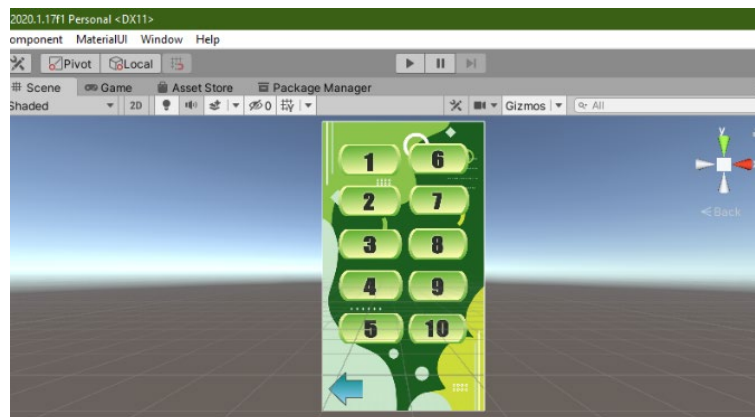 2020.1.17f1 Personal <DX11>
omponent MaterialUI Window Help
Pivot Local
Scene Game Asset Store Package Manager
Shaded 2D 0 Gizmos All
y
Back
1 6
2 7
3 8
4 9
5 10